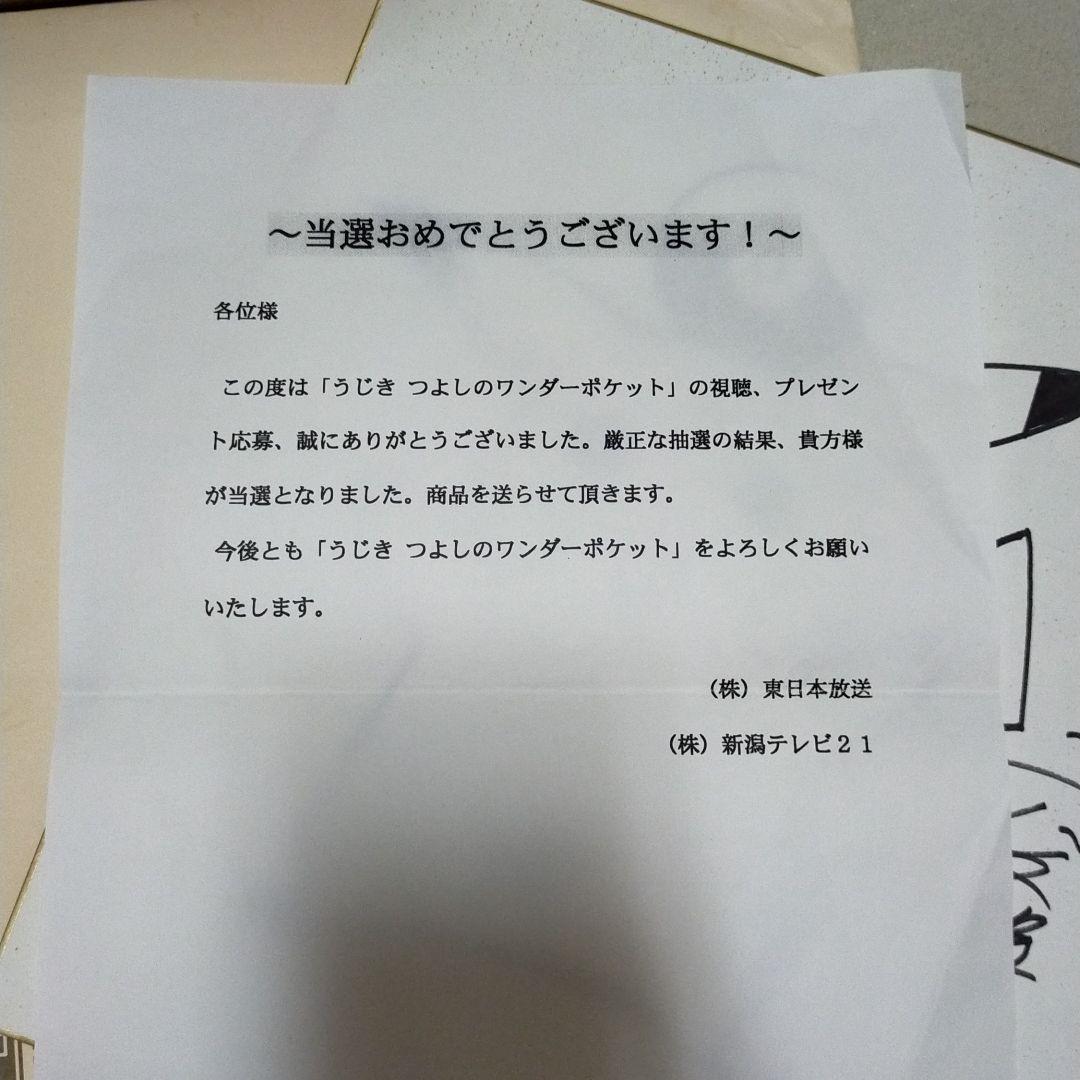 ～当選おめでとうございます！～
各位様
この度は「うじき つよしのワンダーポケット」の視聴、プレゼン
ト応募、誠にありがとうございました。厳正な抽選の結果、貴方様
が当選となりました。商品を送らせて頂きます。
今後とも「うじき つよしのワンダーポケット」をよろしくお願い
いたします。
（株）東日本放送
（株）新潟テレビ２１